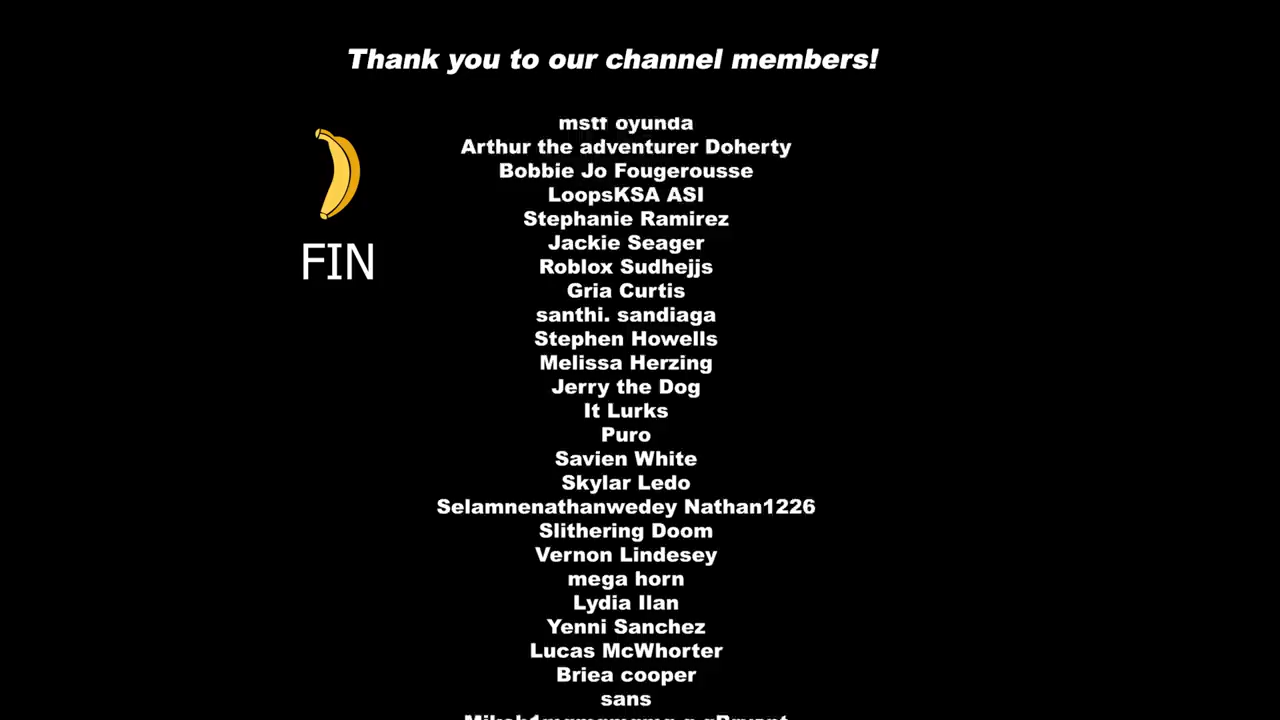 Thank you to our channel members!
mstf oyunda
Arthur the adventurer Doherty
Bobbie Jo Fougerousse
LoopsKSA ASI
Stephanie Ramirez
Jackie Seager
Roblox Sudhejjs
Gria Curtis
santhi. sandiaga
Stephen Howells
Melissa Herzing
Jerry the Dog
It Lurks
Puro
Savien White
Skylar Ledo
Selamnenathanwedey Nathan1226
Slithering Doom
Vernon Lindesey
mega horn
Lydia Ilan
Yenni Sanchez
Lucas McWhorter
Briea cooper
sans
FIN